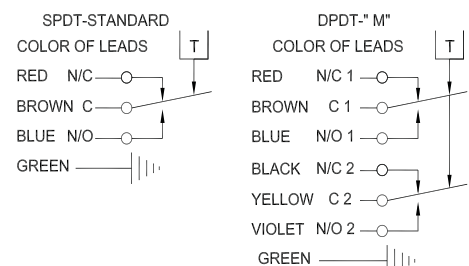 SPDT-STANDARD
COLOR OF LEADS
T
RED N/C
BROWN C
BLUE N/O
GREEN
DPDT-" M"
COLOR OF LEADS
T
RED N/C 1
BROWN C 1
BLUE N/O 1
BLACK N/C 2
YELLOW C 2
VIOLET N/O 2
GREEN